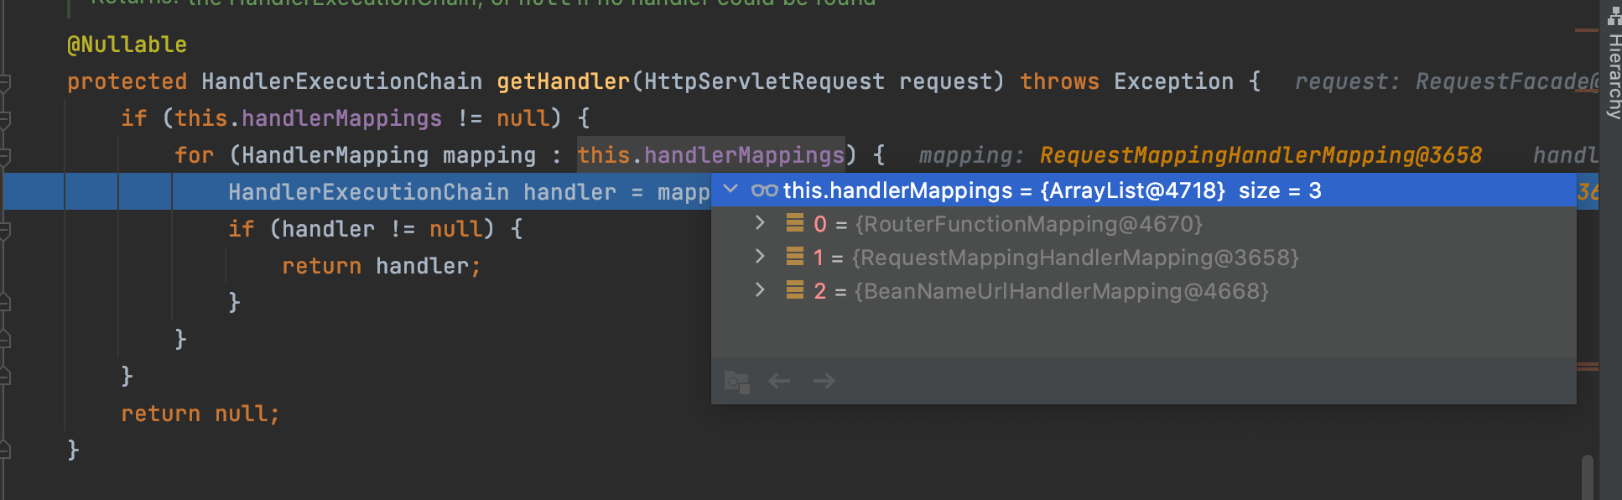 Returns: the HandlerExecutionChain, or null if no handler could be found
@Nullable
protected HandlerExecutionChain getHandler(HttpServletRequest request) throws Exception { request: RequestFacade@
if (this.handlerMappings != null) {
for (HandlerMapping mapping : this.handlerMappings) { mapping: RequestMappingHandlerMapping@3658 handl
HandlerExecutionChain handler = mapp
this.handlerMappings = {ArrayList@4718} size = 3
36
0 = {RouterFunctionMapping@4670}
if (handler != null) {
1 = {RequestMappingHandlerMapping@3658}
return handler;
2 = {BeanNameUrlHandlerMapping@4668}
}
}
}
return null;
}
Hierarchy